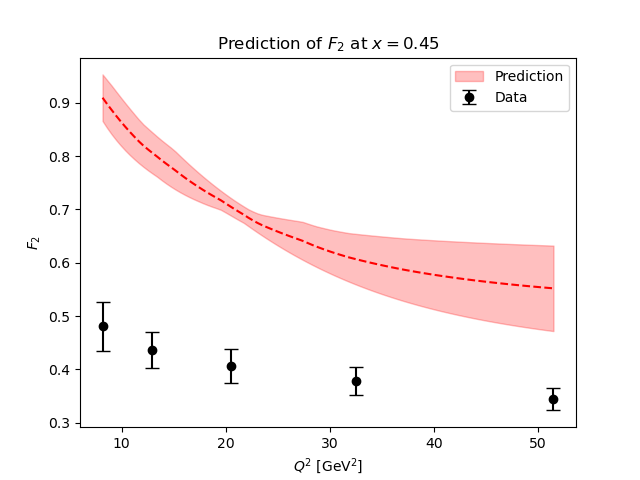 Prediction of F₂ at x = 0.45
Prediction
Data
0.9
0.8
0.7
0.6
0.5
0.4
0.3
F₂
10 20 30 40 50
Q² [GeV²]